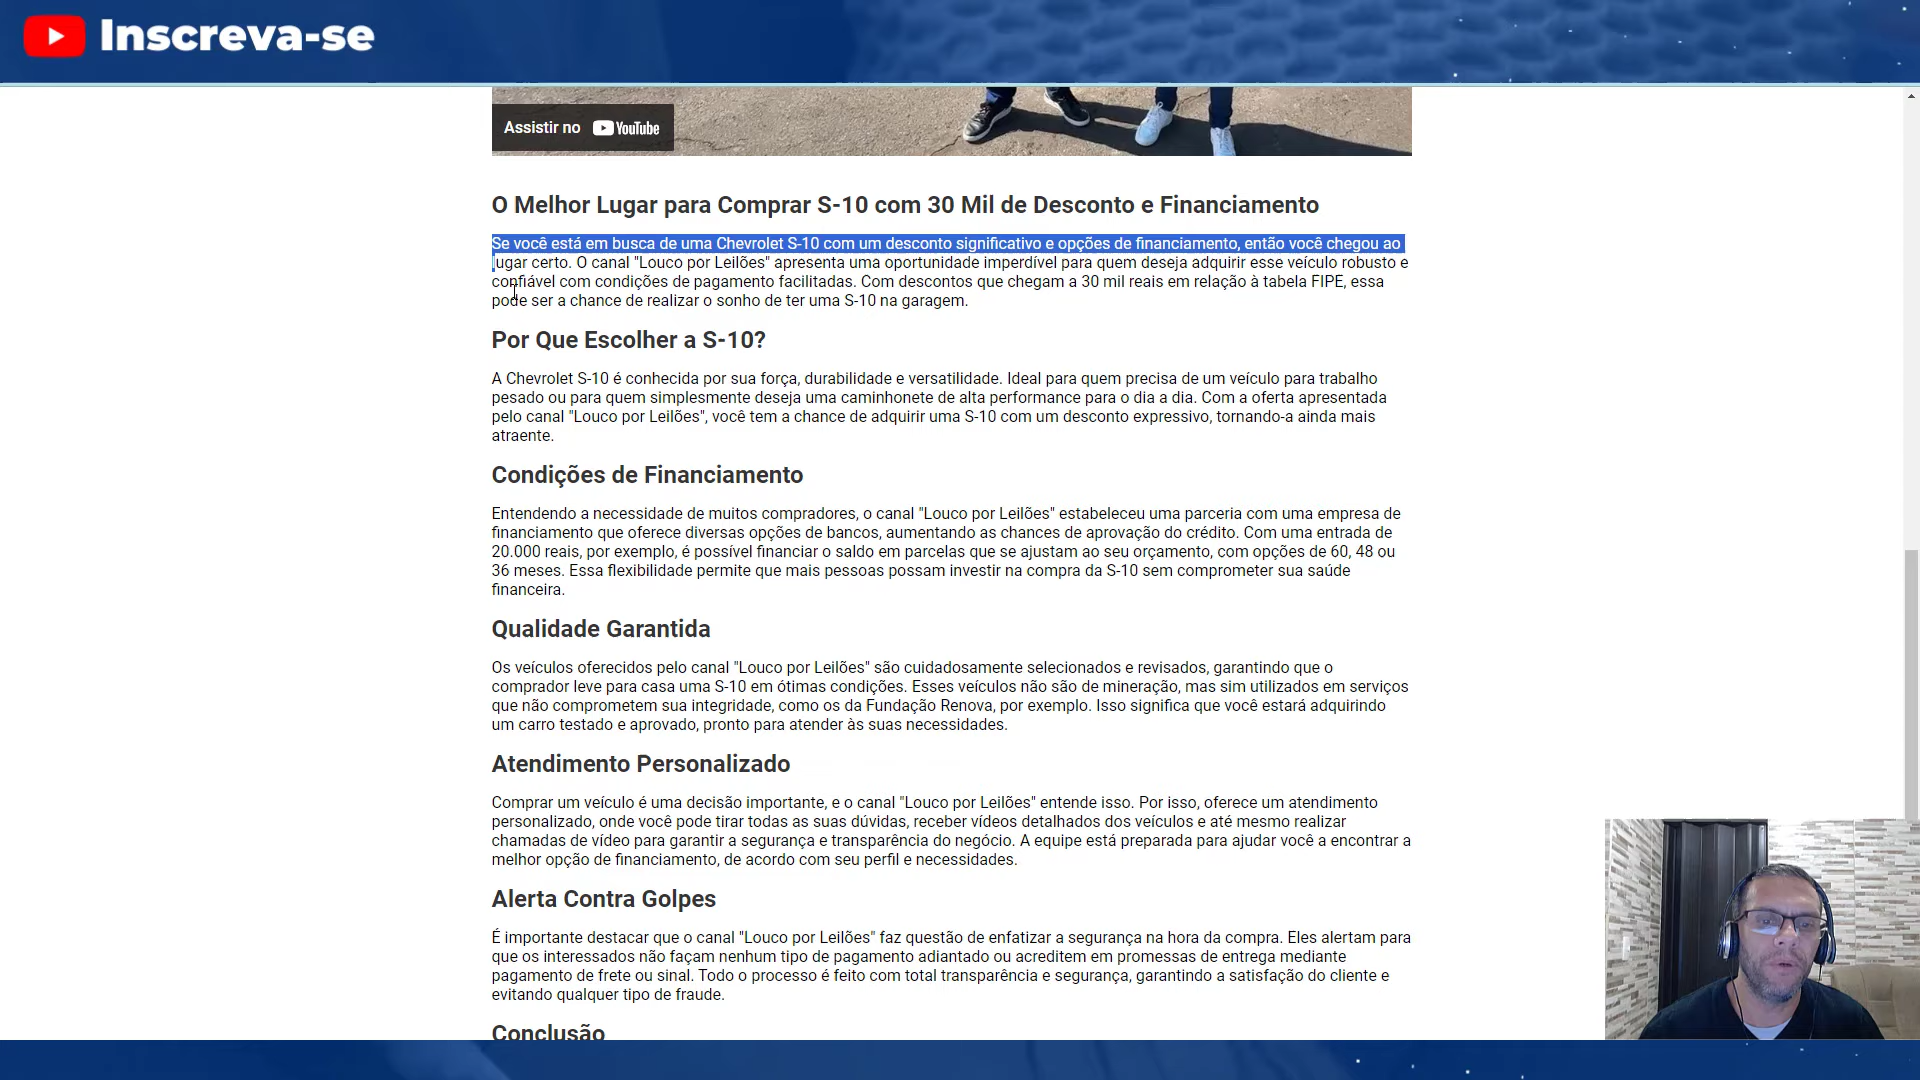 Inscreva-se
Assistir no YouTube
O Melhor Lugar para Comprar S-10 com 30 Mil de Desconto e Financiamento
Se você está em busca de uma Chevrolet S-10 com um desconto significativo e opções de financiamento, então você chegou ao
lugar certo. O canal "Louco por Leilões" apresenta uma oportunidade imperdível para quem deseja adquirir esse veículo robusto e
confiável com condições de pagamento facilitadas. Com descontos que chegam a 30 mil reais em relação à tabela FIPE, essa
pode ser a chance de realizar o sonho de ter uma S-10 na garagem.
Por Que Escolher a S-10?
A Chevrolet S-10 é conhecida por sua força, durabilidade e versatilidade. Ideal para quem precisa de um veículo para trabalho
pesado ou para quem simplesmente deseja uma caminhonete de alta performance para o dia a dia. Com a oferta apresentada
pelo canal "Louco por Leilões", você tem a chance de adquirir uma S-10 com um desconto expressivo, tornando-a ainda mais
atraente.
Condições de Financiamento
Entendendo a necessidade de muitos compradores, o canal "Louco por Leilões" estabeleceu uma parceria com uma empresa de
financiamento que oferece diversas opções de bancos, aumentando as chances de aprovação do crédito. Com uma entrada de
20.000 reais, por exemplo, é possível financiar o saldo em parcelas que se ajustam ao seu orçamento, com opções de 60, 48 ou
36 meses. Essa flexibilidade permite que mais pessoas possam investir na compra da S-10 sem comprometer sua saúde
financeira.
Qualidade Garantida
Os veículos oferecidos pelo canal "Louco por Leilões" são cuidadosamente selecionados e revisados, garantindo que o
comprador leve para casa uma S-10 em ótimas condições. Esses veículos não são de mineração, mas sim utilizados em serviços
que não comprometem sua integridade, como os da Fundação Renova, por exemplo. Isso significa que você estará adquirindo
um carro testado e aprovado, pronto para atender às suas necessidades.
Atendimento Personalizado
Comprar um veículo é uma decisão importante, e o canal "Louco por Leilões" entende isso. Por isso, oferece um atendimento
personalizado, onde você pode tirar todas as suas dúvidas, receber vídeos detalhados dos veículos e até mesmo realizar
chamadas de vídeo para garantir a segurança e transparência do negócio. A equipe está preparada para ajudar você a encontrar a
melhor opção de financiamento, de acordo com seu perfil e necessidades.
Alerta Contra Golpes
É importante destacar que o canal "Louco por Leilões" faz questão de enfatizar a segurança na hora da compra. Eles alertam para
que os interessados não façam nenhum tipo de pagamento adiantado ou acreditem em promessas de entrega mediante
pagamento de frete ou sinal. Todo o processo é feito com total transparência e segurança, garantindo a satisfação do cliente e
evitando qualquer tipo de fraude.
Conclusão